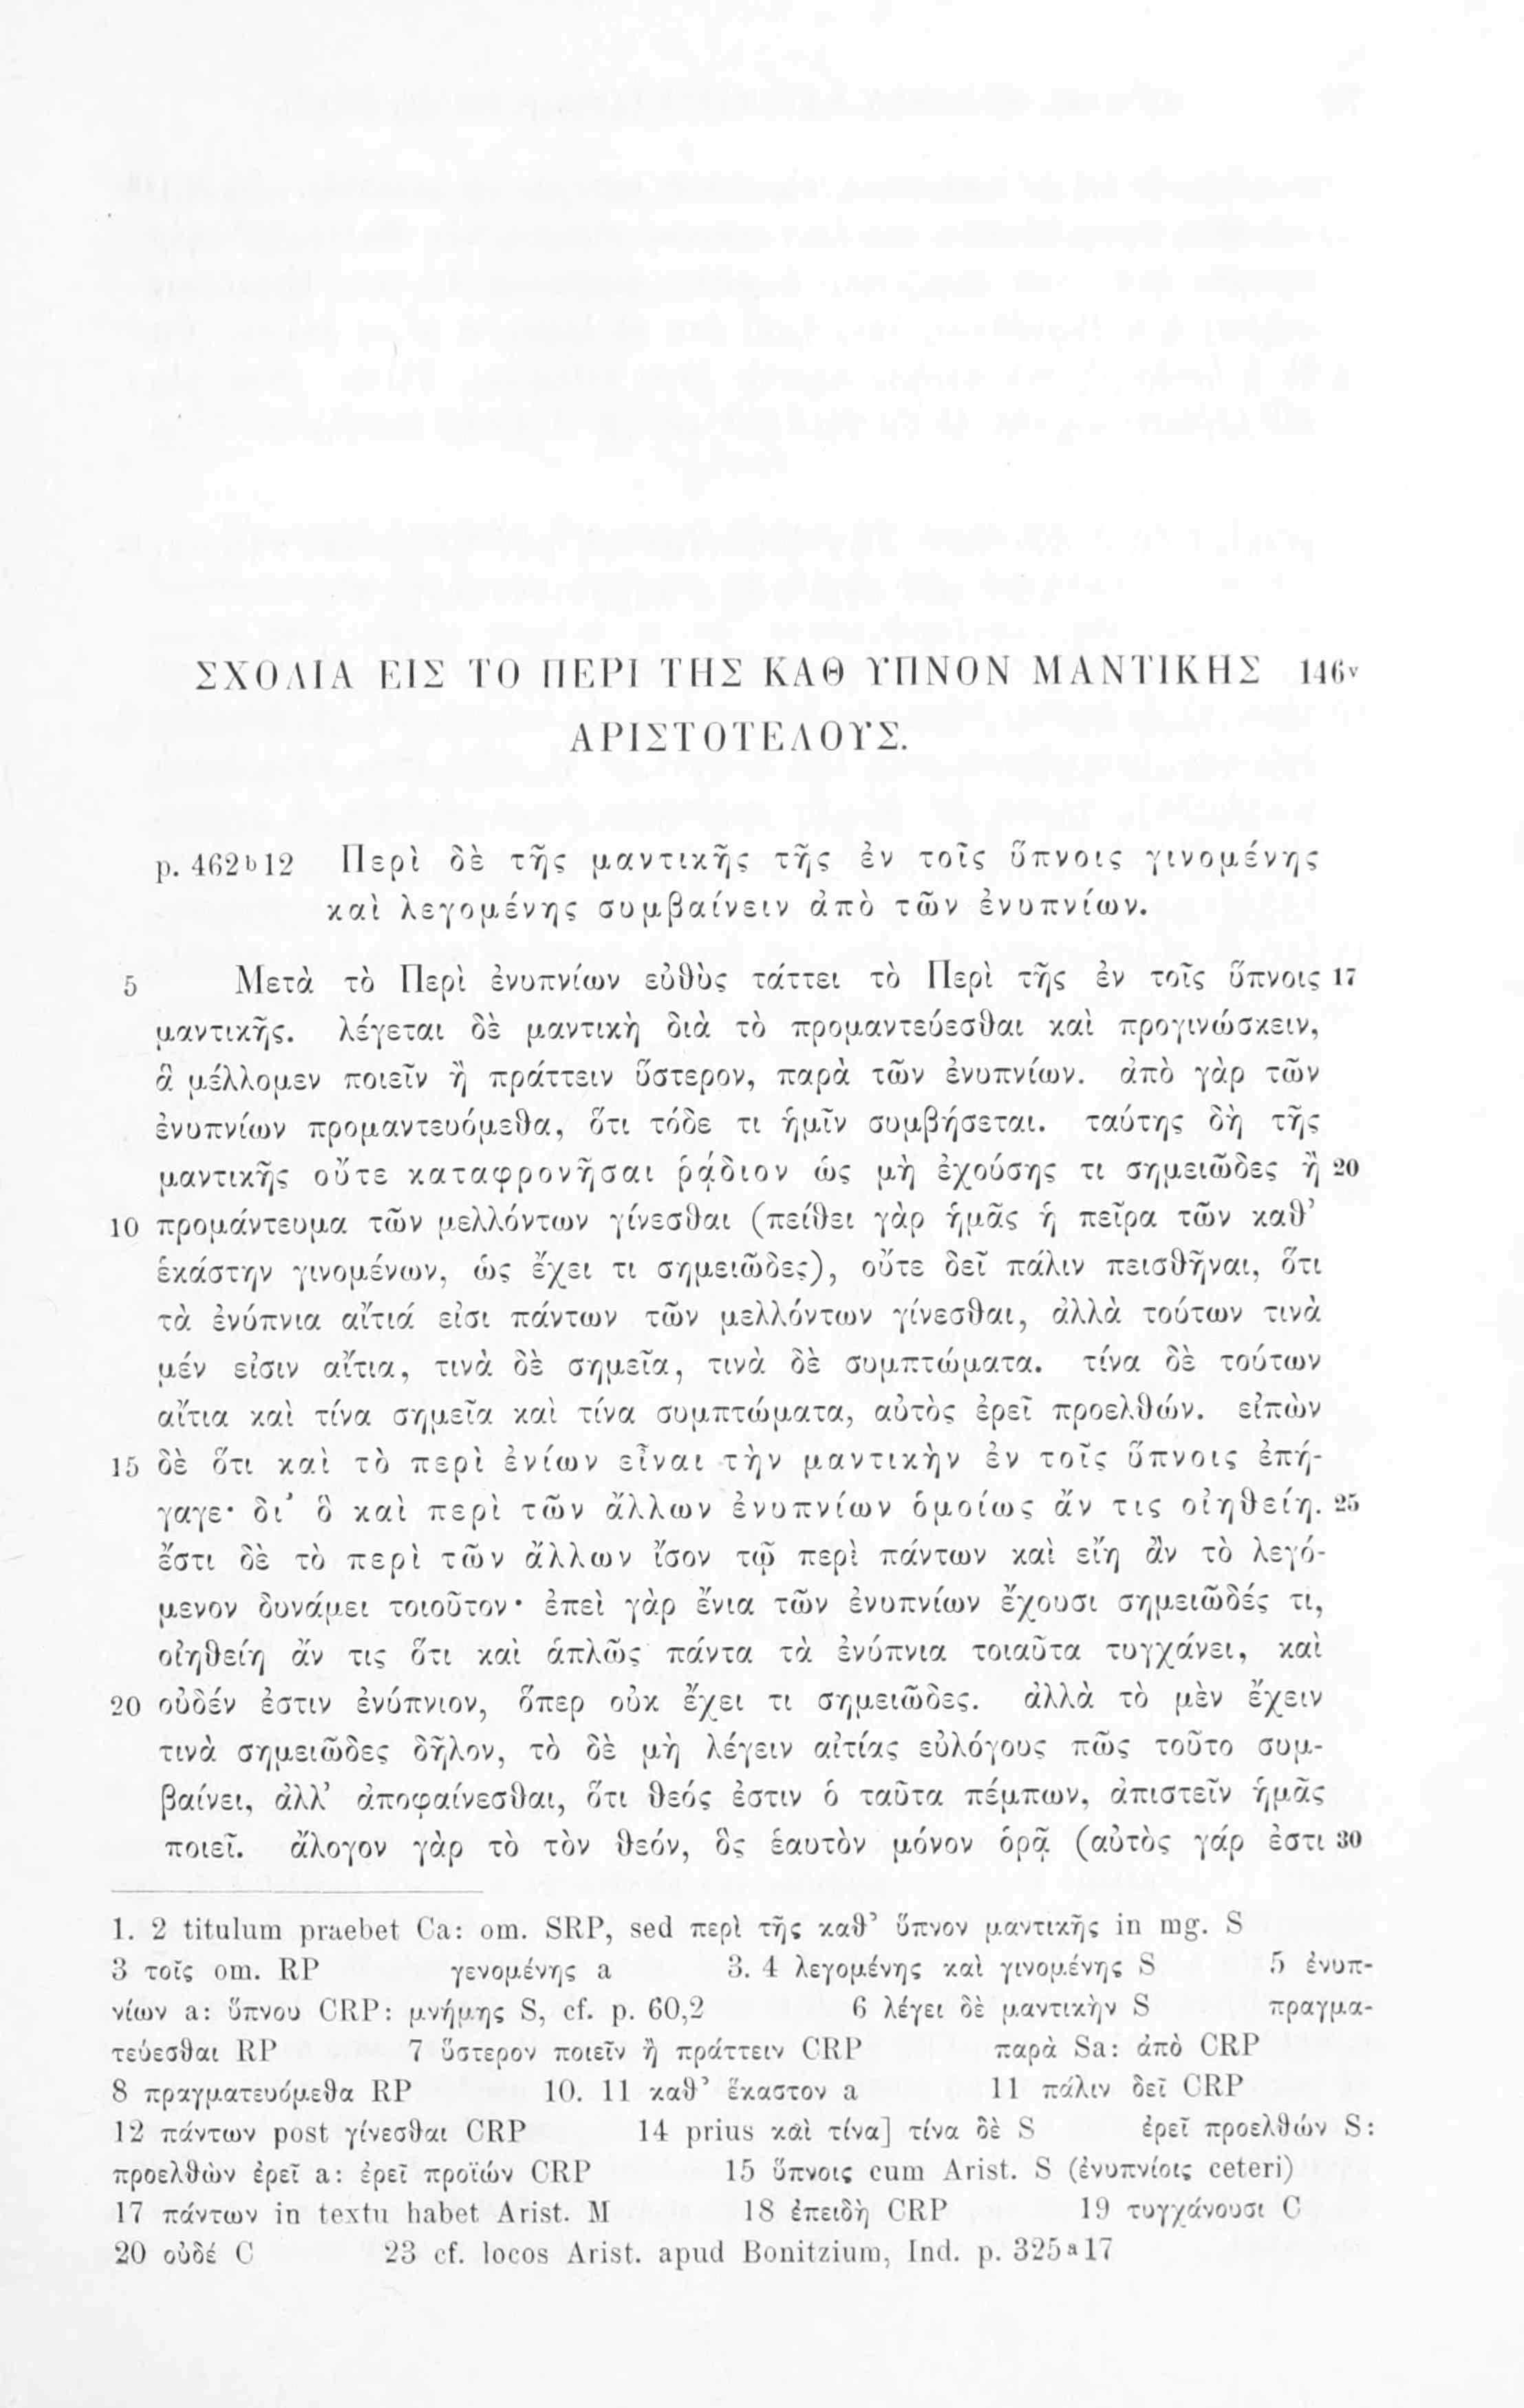 ΣΧΟΛΙΑ ΕΙΣ ΤΟ ΠΕΡΙ ΤΗΣ ΚΑΘ ΥΠΝΟΝ ΜΑΝΤΙΚΗΣ 146v
ΑΡΙΣΤΟΤΕΛΟΥΣ.
p. 462b12 Περὶ δὲ τῆς μαντικῆς τῆς ἐν τοῖς ὕπνοις γινομένης
καὶ λεγομένης συμβαίνειν ἀπὸ τῶν ἐνυπνίων.
5 Μετὰ τὸ Περὶ ἐνυπνίων εὐθὺς τάττει τὸ Περὶ τῆς ἐν τοῖς ὕπνοις 17
μαντικῆς. λέγεται δὲ μαντικὴ διὰ τὸ προμαντεύεσθαι καὶ προγινώσκειν,
ἃ μέλλομεν ποιεῖν ἢ πράττειν ὕστερον, παρὰ τῶν ἐνυπνίων. ἀπὸ γὰρ τῶν
ἐνυπνίων προμαντευόμεθα, ὅτι τόδε τι ἡμῖν συμβήσεται. ταύτης δὴ τῆς
μαντικῆς οὔτε καταφρονῆσαι ῥᾴδιον ὡς μὴ ἐχούσης τι σημειῶδες ἢ 20
10 προμάντευμα τῶν μελλόντων γίνεσθαι (πείθει γὰρ ἡμᾶς ἡ πεῖρα τῶν καθ’
ἑκάστην γινομένων, ὡς ἔχει τι σημειῶδες), οὔτε δεῖ πάλιν πεισθῆναι, ὅτι
τὰ ἐνύπνια αἴτιά εἰσι πάντων τῶν μελλόντων γίνεσθαι, ἀλλὰ τούτων τινὰ
μέν εἰσιν αἴτια, τινὰ δὲ σημεῖα, τινὰ δὲ συμπτώματα. τίνα δὲ τούτων
αἴτια καὶ τίνα σημεῖα καὶ τίνα συμπτώματα, αὐτὸς ἐρεῖ προελθών. εἰπὼν
15 δὲ ὅτι καὶ τὸ περὶ ἐνίων εἶναι τὴν μαντικὴν ἐν τοῖς ὕπνοις ἐπή-
γαγε· δι’ ὃ καὶ περὶ τῶν ἄλλων ἐνυπνίων ὁμοίως ἄν τις οἰηθείη. 25
ἔστι δὲ τὸ περὶ τῶν ἄλλων ἴσον τῷ περὶ πάντων καὶ εἴη ἂν τὸ λεγό-
μενον δυνάμει τοιοῦτον· ἐπεὶ γὰρ ἔνια τῶν ἐνυπνίων ἔχουσι σημειῶδές τι,
οἰηθείη ἄν τις ὅτι καὶ ἁπλῶς πάντα τὰ ἐνύπνια τοιαῦτα τυγχάνει, καὶ
20 οὐδέν ἐστιν ἐνύπνιον, ὅπερ οὐκ ἔχει τι σημειῶδες. ἀλλὰ τὸ μὲν ἔχειν
τινὰ σημειῶδες δῆλον, τὸ δὲ μὴ λέγειν αἰτίας εὐλόγους πῶς τοῦτο συμ-
βαίνει, ἀλλ’ ἀποφαίνεσθαι, ὅτι θεός ἐστιν ὁ ταῦτα πέμπων, ἀπιστεῖν ἡμᾶς
ποιεῖ. ἄλογον γὰρ τὸ τὸν θεόν, ὃς ἑαυτὸν μόνον ὁρᾷ (αὐτὸς γάρ ἐστι 30
1. 2 titulum praebet Ca: om. SRP, sed περὶ τῆς καθ’ ὕπνον μαντικῆς in mg. S
3 τοῖς om. RP γενομένης a 3. 4 λεγομένης καὶ γινομένης S 5 ἐνυπ-
νίων a: ὕπνου CRP: μνήμης S, cf. p. 60,2 6 λέγει δὲ μαντικὴν S πραγμα-
τεύεσθαι RP 7 ὕστερον ποιεῖν ἢ πράττειν CRP παρὰ Sa: ἀπὸ CRP
8 πραγματευόμεθα RP 10. 11 καθ’ ἕκαστον a 11 πάλιν δεῖ CRP
12 πάντων post γίνεσθαι CRP 14 prius καὶ τίνα] τίνα δὲ S ἐρεῖ προελθών S:
προελθὼν ἐρεῖ a: ἐρεῖ προϊών CRP 15 ὕπνοις cum Arist. S (ἐνυπνίοις ceteri)
17 πάντων in textu habet Arist. M 18 ἐπειδὴ CRP 19 τυγχάνουσι C
20 οὐδέ C 23 cf. locos Arist. apud Bonitzium, Ind. p. 325a17